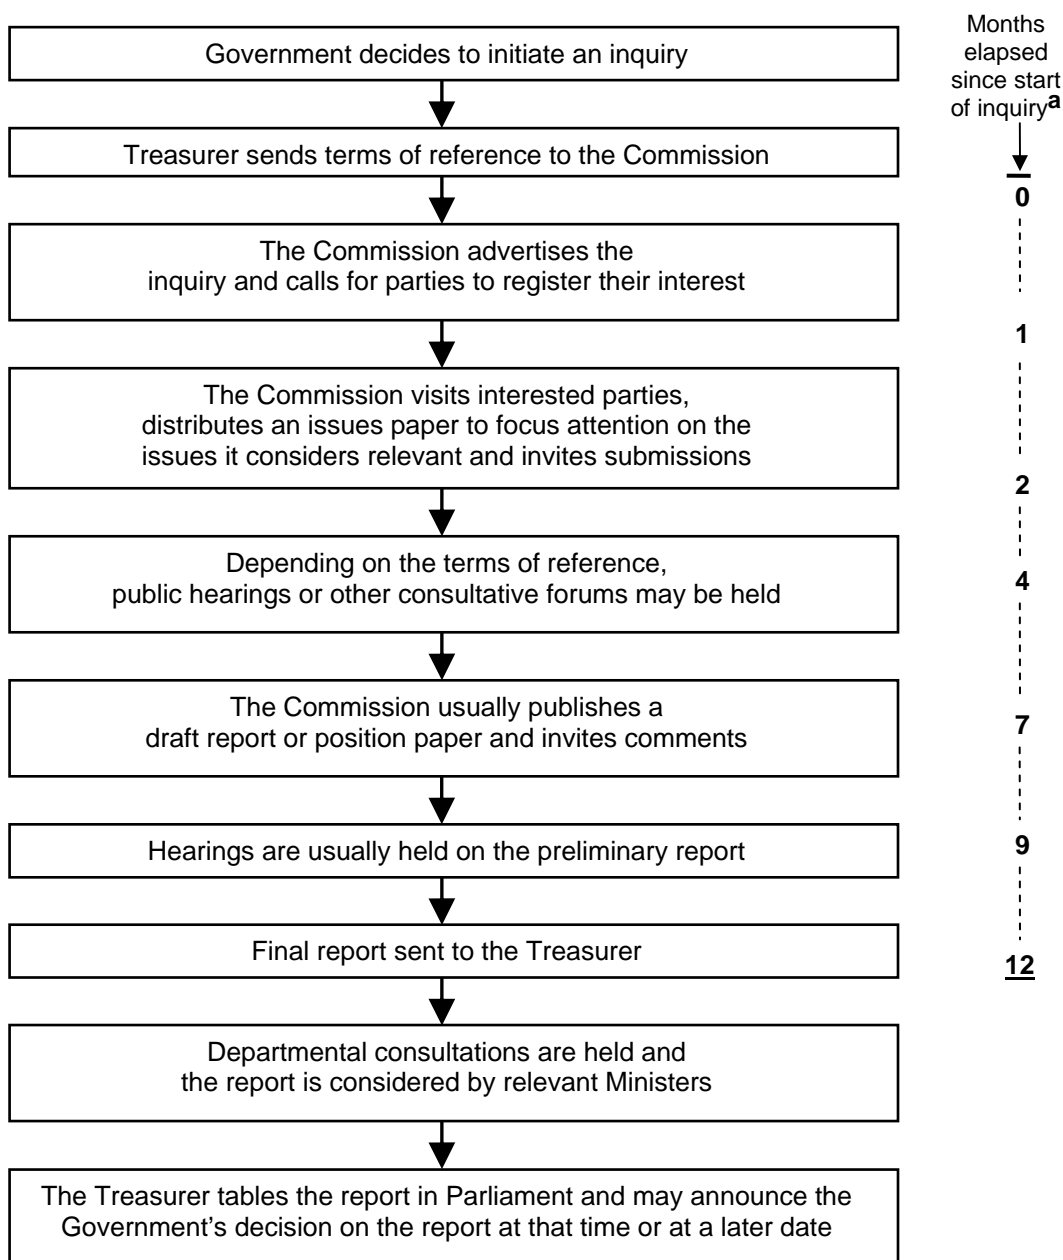 Government decides to initiate an inquiry
Months
elapsed
since start
of inquirya
Treasurer sends terms of reference to the Commission
0
The Commission advertises the
inquiry and calls for parties to register their interest
1
The Commission visits interested parties,
distributes an issues paper to focus attention on the
issues it considers relevant and invites submissions
2
Depending on the terms of reference,
public hearings or other consultative forums may be held
4
The Commission usually publishes a
draft report or position paper and invites comments
7
Hearings are usually held on the preliminary report
9
Final report sent to the Treasurer
12
Departmental consultations are held and
the report is considered by relevant Ministers
The Treasurer tables the report in Parliament and may announce the
Government’s decision on the report at that time or at a later date